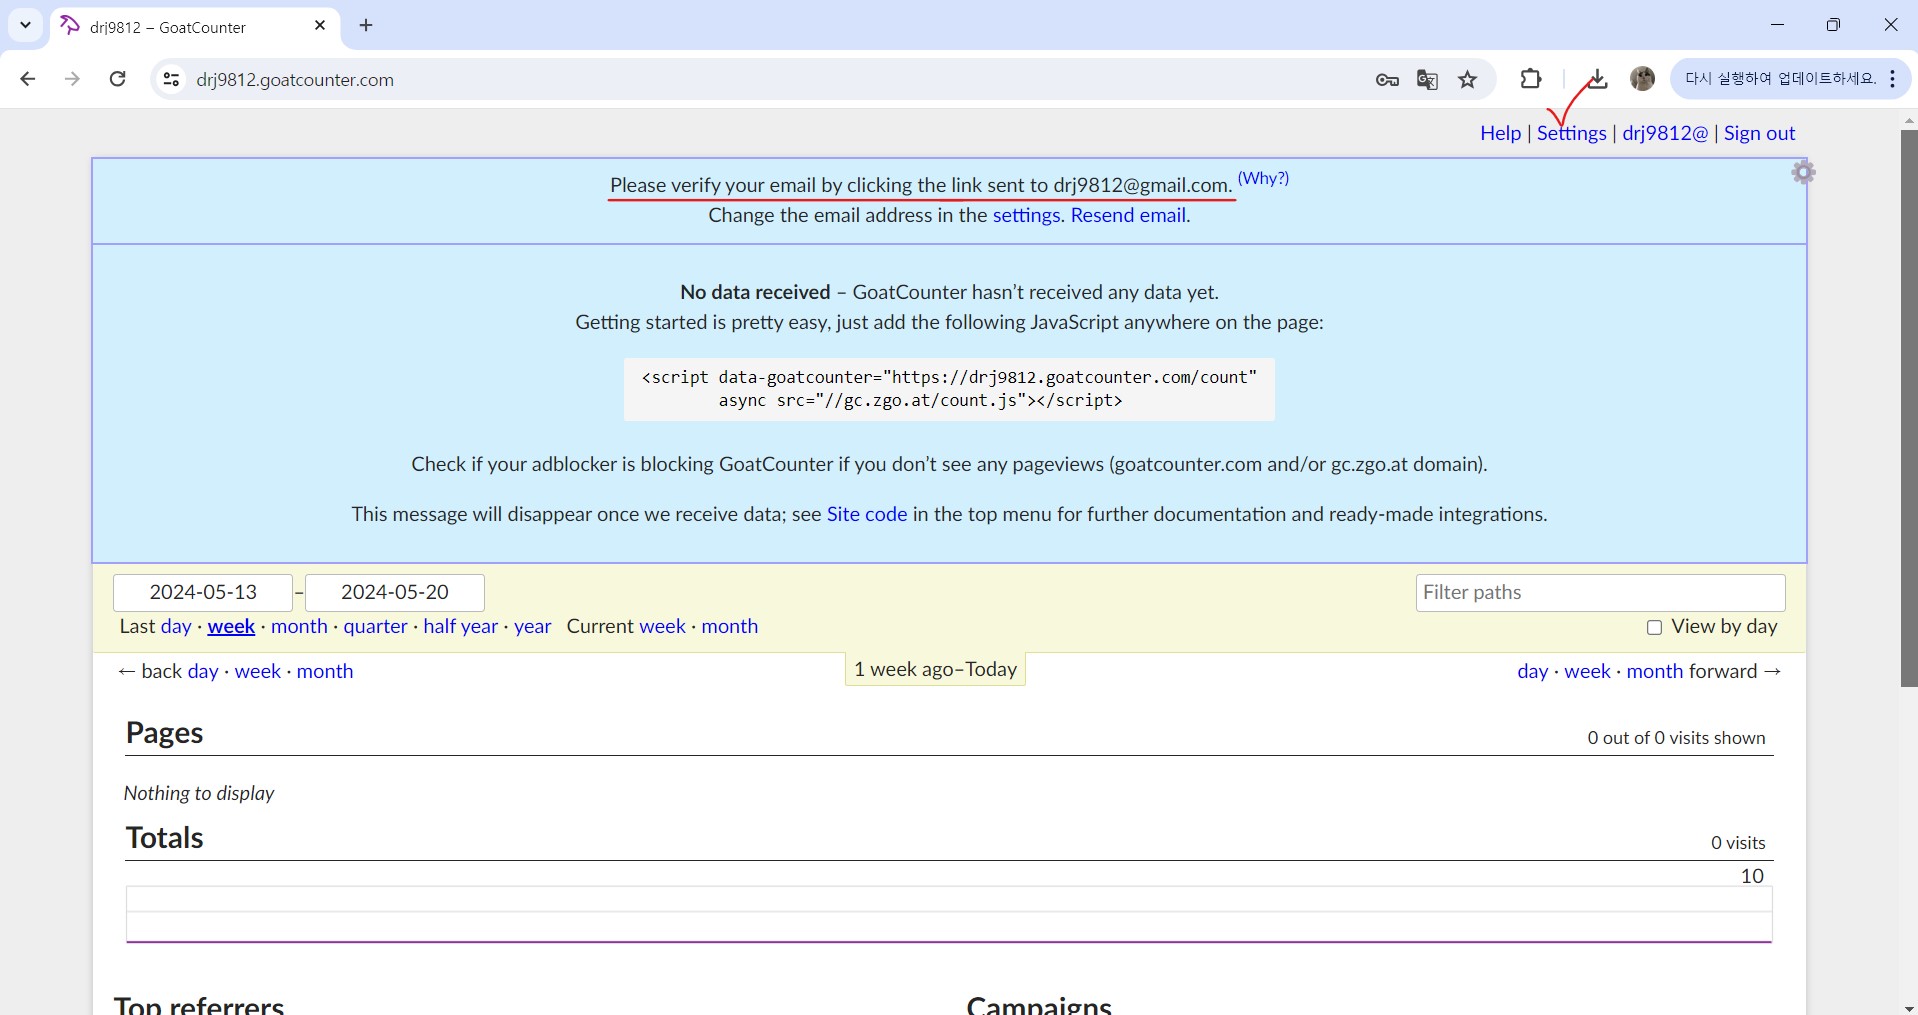 drj9812 – GoatCounter
drj9812.goatcounter.com
다시 실행하여 업데이트하세요.
Help | Settings | drj9812@ | Sign out
Please verify your email by clicking the link sent to drj9812@gmail.com. (Why?)
Change the email address in the settings. Resend email.
No data received – GoatCounter hasn’t received any data yet.
Getting started is pretty easy, just add the following JavaScript anywhere on the page:
<script data-goatcounter="https://drj9812.goatcounter.com/count"
async src="//gc.zgo.at/count.js"></script>
Check if your adblocker is blocking GoatCounter if you don’t see any pageviews (goatcounter.com and/or gc.zgo.at domain).
This message will disappear once we receive data; see Site code in the top menu for further documentation and ready-made integrations.
2024-05-13 – 2024-05-20 Filter paths
Last day · week · month · quarter · half year · year Current week · month View by day
← back day · week · month 1 week ago–Today day · week · month forward →
Pages 0 out of 0 visits shown
Nothing to display
Totals 0 visits
10
Top referrers Campaigns